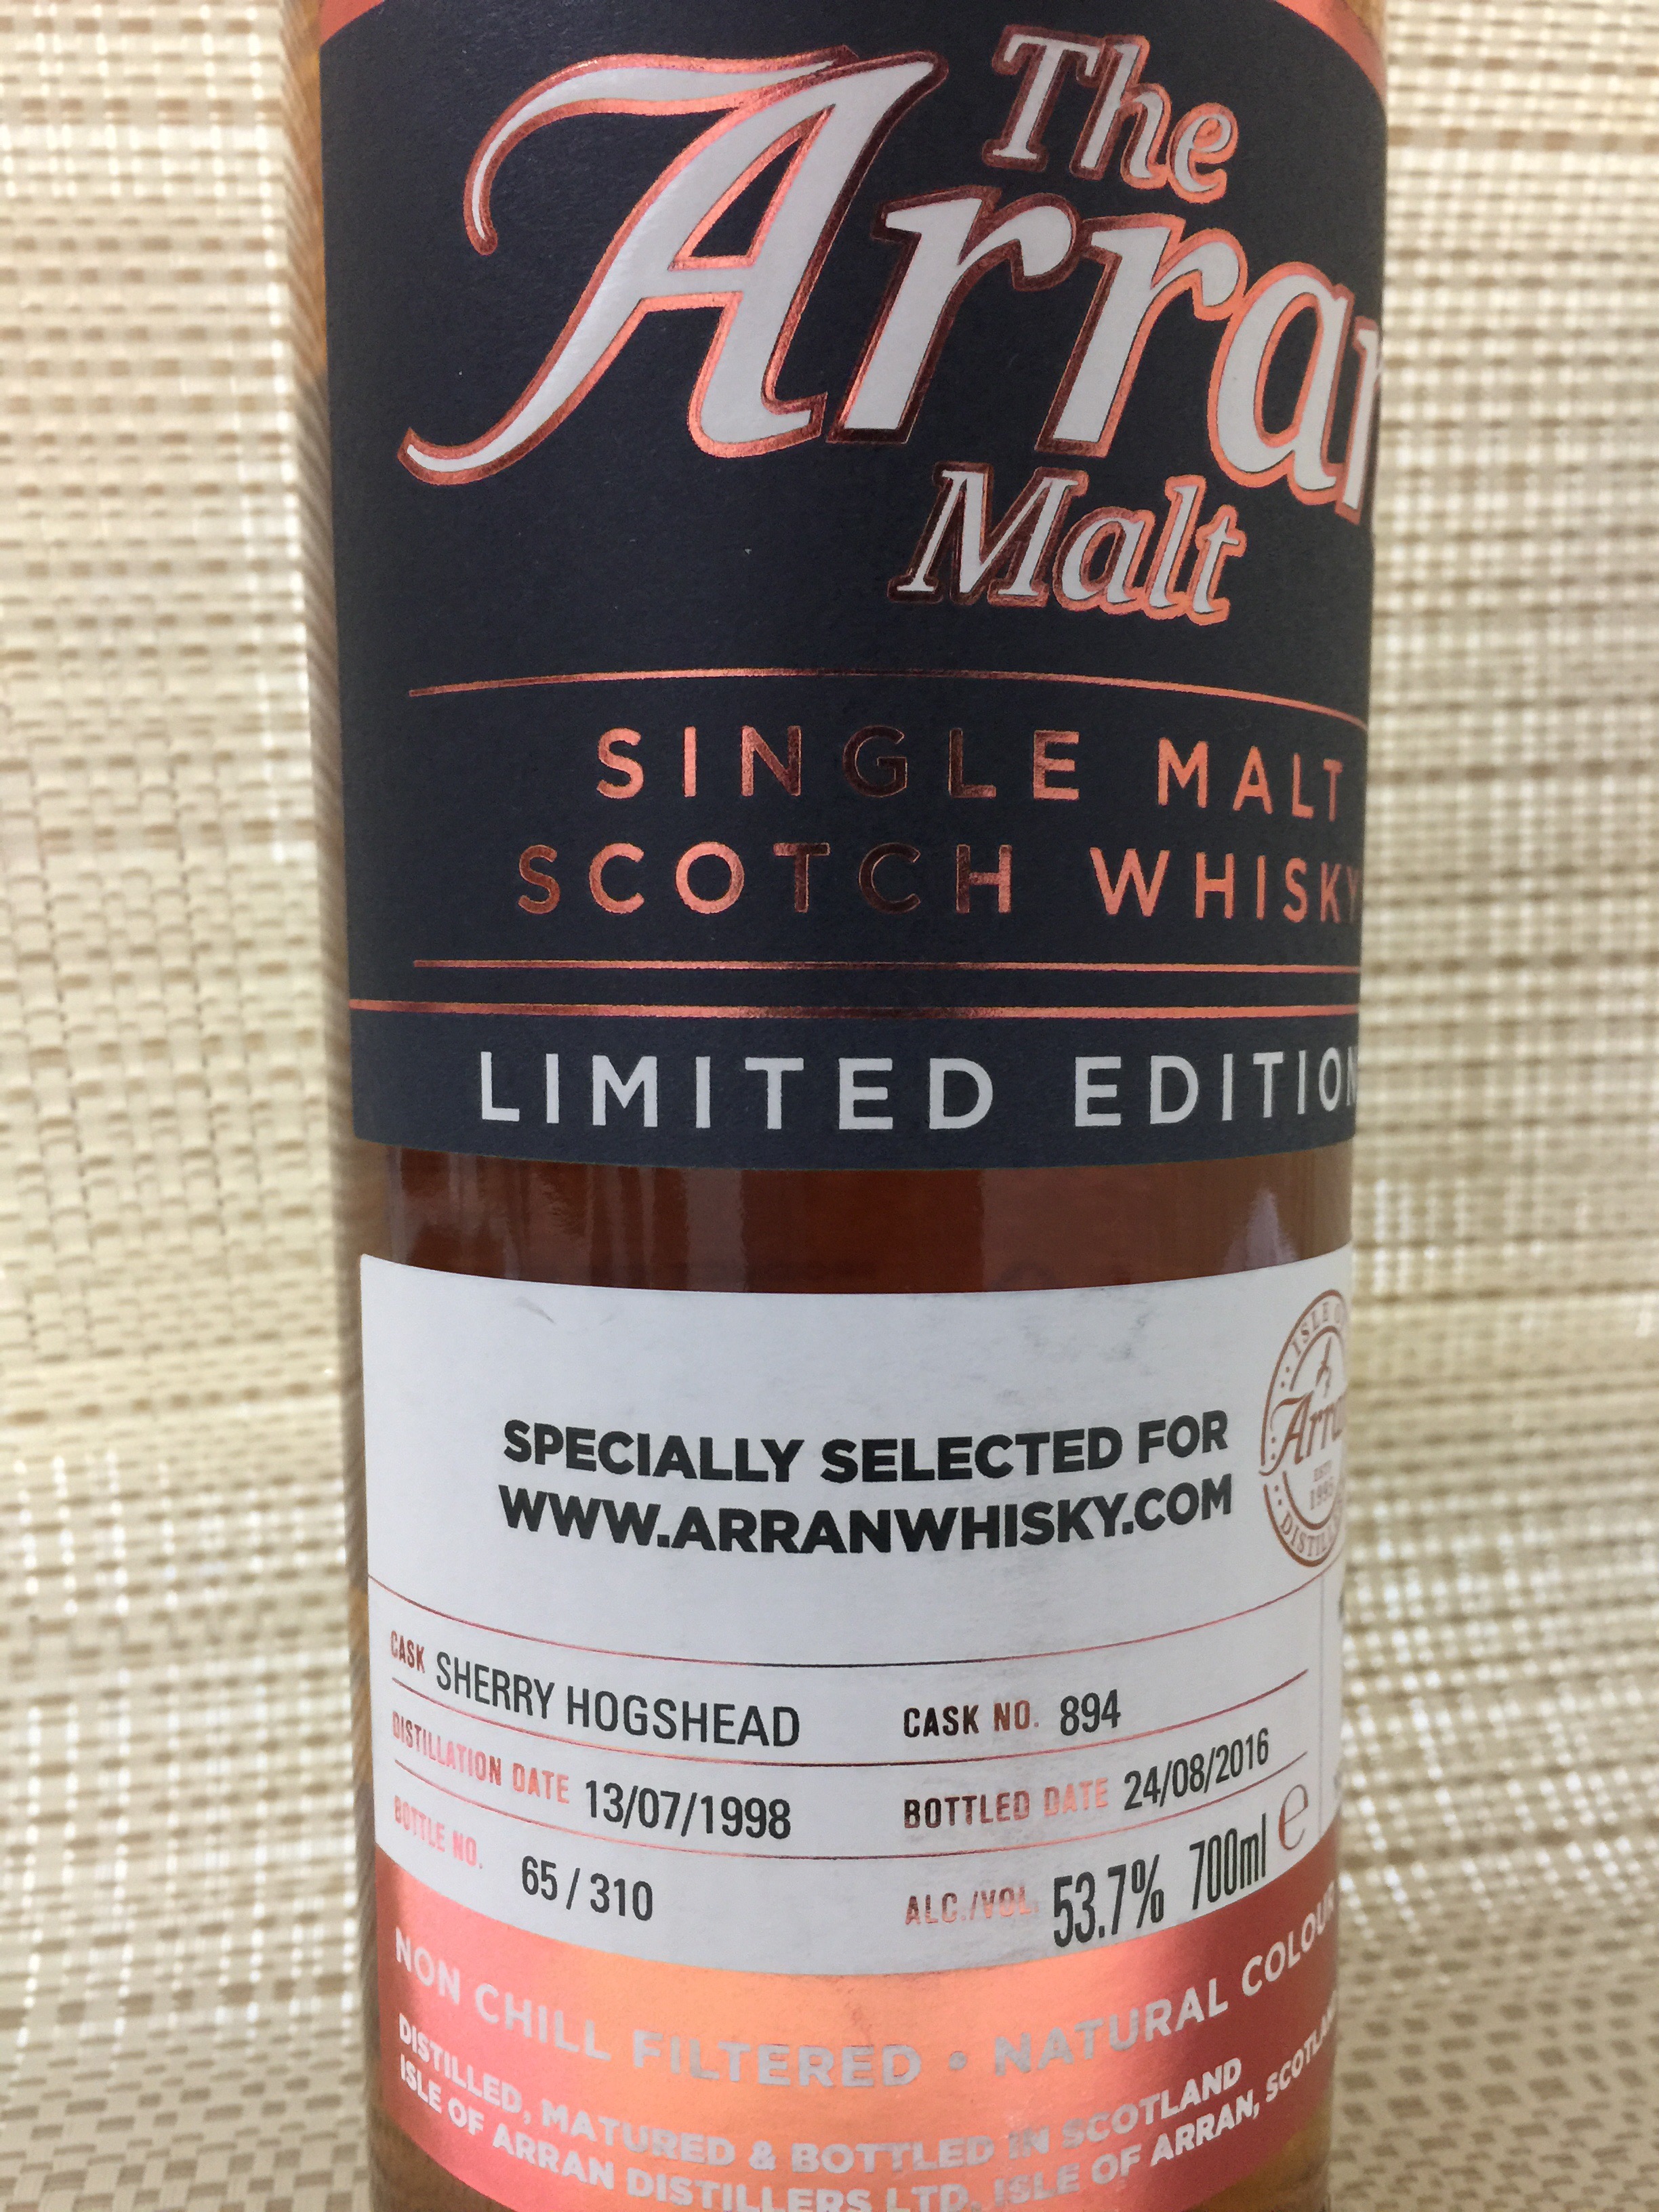 The
Arran
Malt
SINGLE MALT
SCOTCH WHISKY
LIMITED EDITION
SPECIALLY SELECTED FOR
WWW.ARRANWHISKY.COM
ISLE
Arra
DISTILL
CASK SHERRY HOGSHEAD CASK NO. 894
DISTILLATION DATE 13/07/1998 BOTTLED DATE 24/08/2016
BOTTLE NO. 65 / 310 ALC./VOL. 53.7% 700ml e
NON CHILL FILTERED • NATURAL COLOUR
DISTILLED, MATURED & BOTTLED IN SCOTLAND
ISLE OF ARRAN DISTILLERS LTD, ISLE OF ARRAN, SCOTLAND